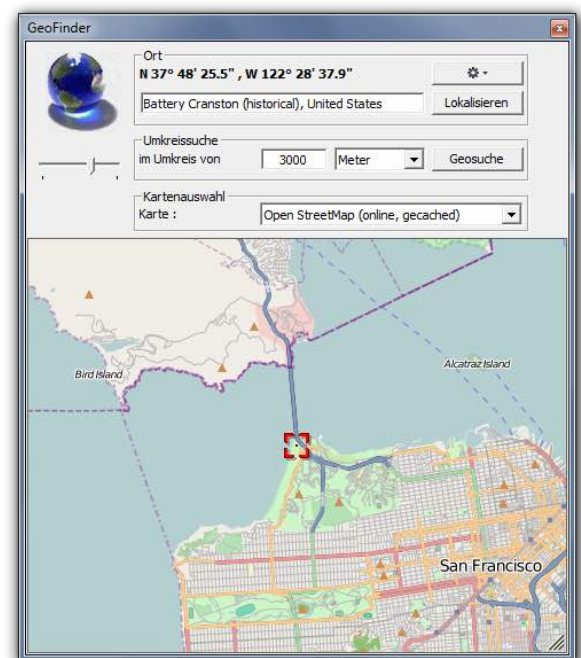 GeoFinder
Ort
N 37° 48' 25.5" , W 122° 28' 37.9"
Battery Cranston (historical), United States
Lokalisieren
Umkreissuche
im Umkreis von
3000
Meter
Geosuche
Kartenauswahl
Karte :
Open StreetMap (online, gecached)
Bird Island
Alcatraz Island
San Francisco